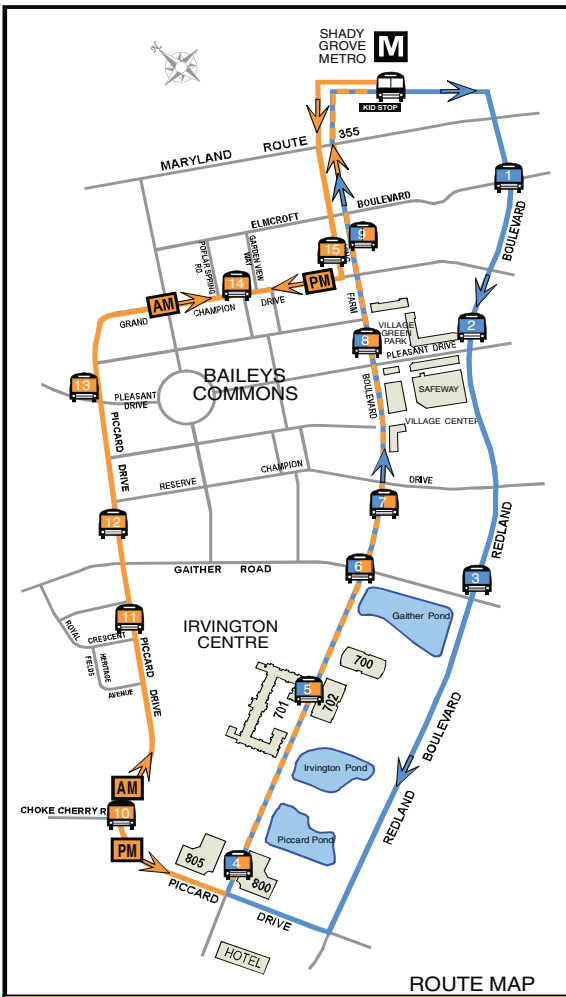 SHADY
GROVE
METRO
M
KID STOP
N
MARYLAND ROUTE 355
1
BOULEVARD
ELMCROFT BOULEVARD
9
15
POPLAR SPRING
RD.
GARDEN VIEW
WAY
14
PM
AM
GRAND CHAMPION DRIVE
FARM
2
VILLAGE
GREEN
PARK
8
PLEASANT DRIVE
BAILEYS
COMMONS
13
PLEASANT
DRIVE
SAFEWAY
BOULEVARD
VILLAGE CENTER
PICCARD DRIVE
RESERVE CHAMPION DRIVE
7
12
REDLAND
6
GAITHER ROAD
3
Gaither Pond
11
ROYAL
CRESCENT
HERITAGE
FIELDS
AVENUE
PICCARD DRIVE
IRVINGTON
CENTRE
700
5
701
702
BOULEVARD
Irvington Pond
REDLAND
AM
CHOKE CHERRY R
10
PM
Piccard Pond
805
4
800
PICCARD DRIVE
HOTEL
ROUTE MAP